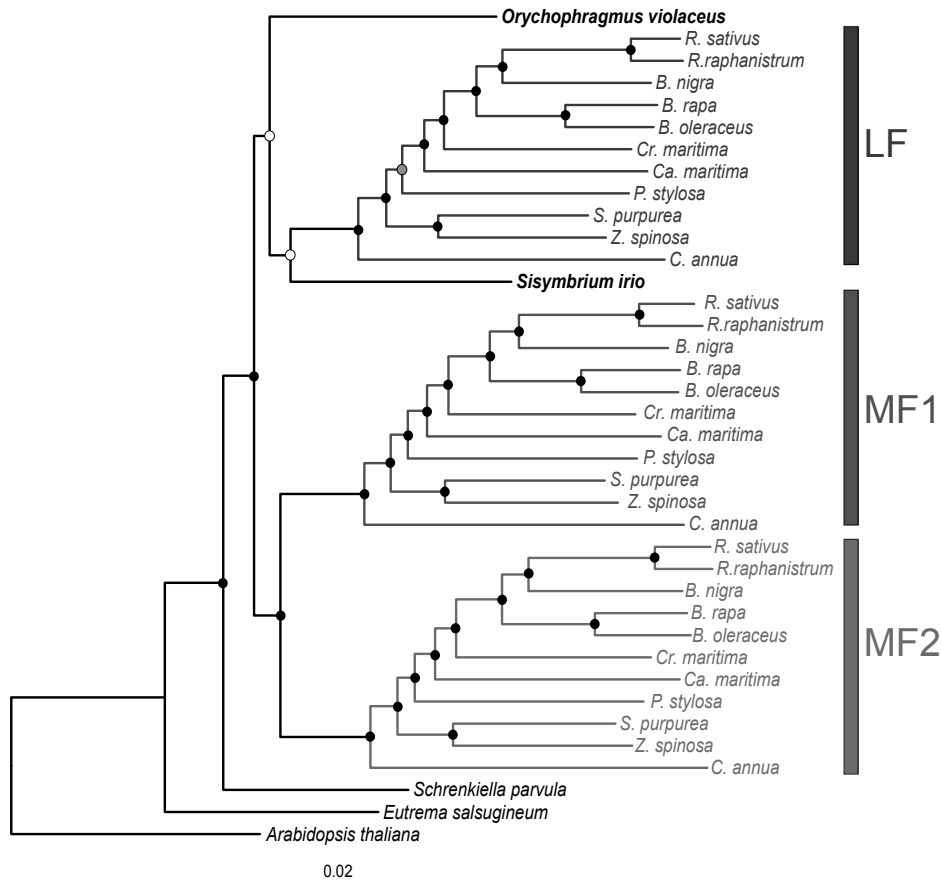 Orychophragmus violaceus
R. sativus
R.raphanistrum
B. nigra
B. rapa
B. oleraceus
Cr. maritima
Ca. maritima
P. stylosa
S. purpurea
Z. spinosa
C. annua
LF
Sisymbrium irio
R. sativus
R.raphanistrum
B. nigra
B. rapa
B. oleraceus
Cr. maritima
Ca. maritima
P. stylosa
S. purpurea
Z. spinosa
C. annua
MF1
R. sativus
R.raphanistrum
B. nigra
B. rapa
B. oleraceus
Cr. maritima
Ca. maritima
P. stylosa
S. purpurea
Z. spinosa
C. annua
MF2
Schrenkiella parvula
Eutrema salsugineum
Arabidopsis thaliana
0.02